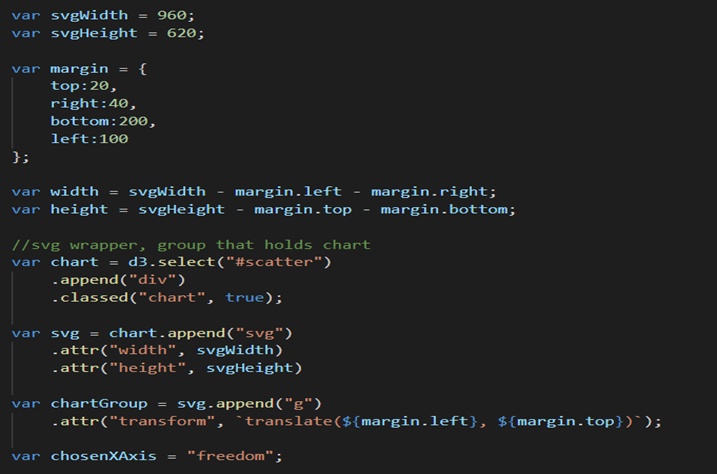 var svgWidth = 960;
var svgHeight = 620;
var margin = {
    top:20,
    right:40,
    bottom:200,
    left:100
};
var width = svgWidth - margin.left - margin.right;
var height = svgHeight - margin.top - margin.bottom;
//svg wrapper, group that holds chart
var chart = d3.select("#scatter")
    .append("div")
    .classed("chart", true);
var svg = chart.append("svg")
    .attr("width", svgWidth)
    .attr("height", svgHeight)
var chartGroup = svg.append("g")
    .attr("transform", `translate(${margin.left}, ${margin.top})`);
var chosenXAxis = "freedom";